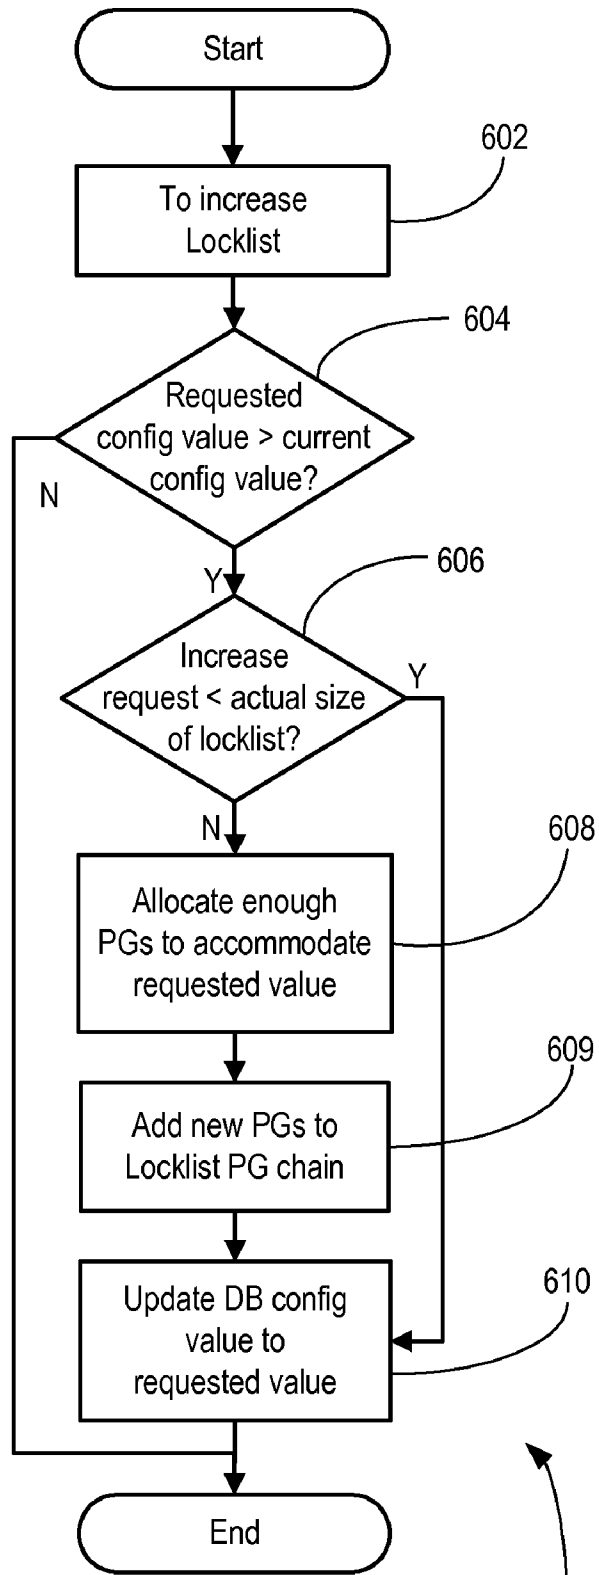 Start
602
To increase
Locklist
604
Requested
config value > current
config value?
N
Y
606
Increase
request < actual size
of locklist?
Y
N
608
Allocate enough
PGs to accommodate
requested value
609
Add new PGs to
Locklist PG chain
610
Update DB config
value to
requested value
End